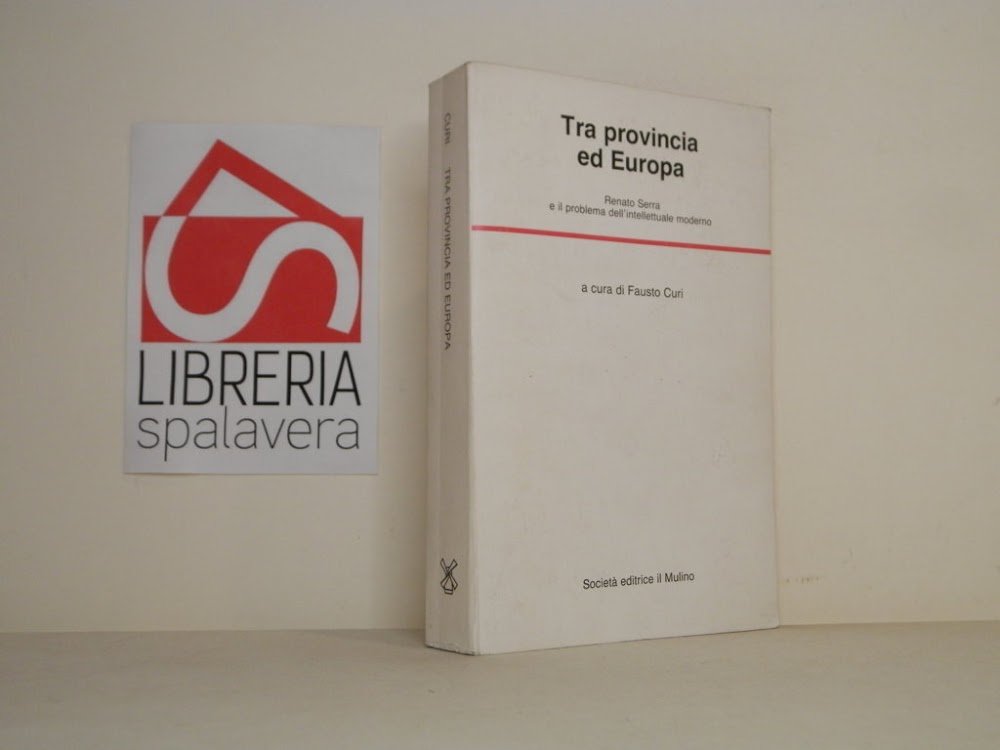 LIBRERIA
spalavera
CURI TRA PROVINCIA ED EUROPA
Tra provincia
ed Europa
Renato Serra
e il problema dell'intellettuale moderno
a cura di Fausto Curi
Società editrice il Mulino